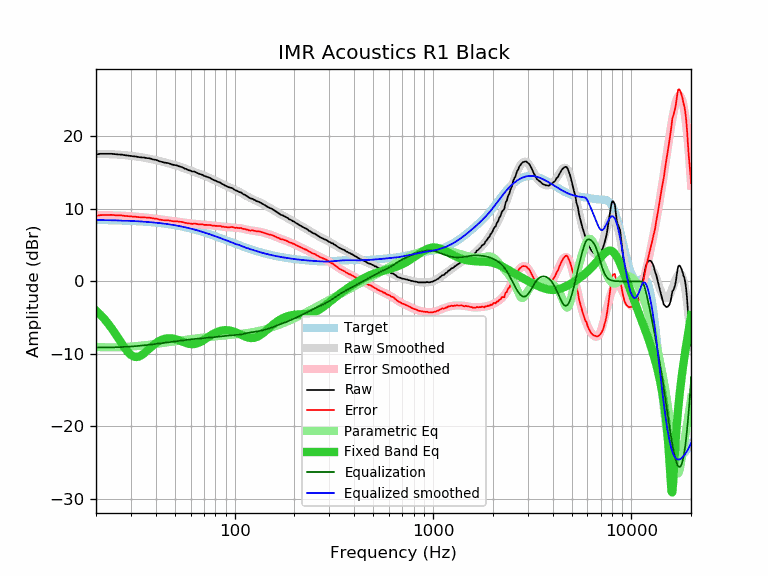 IMR Acoustics R1 Black
Amplitude (dBr)
20
10
0
−10
−20
−30
Target
Raw Smoothed
Error Smoothed
Raw
Error
Parametric Eq
Fixed Band Eq
Equalization
Equalized smoothed
100 1000 10000
Frequency (Hz)